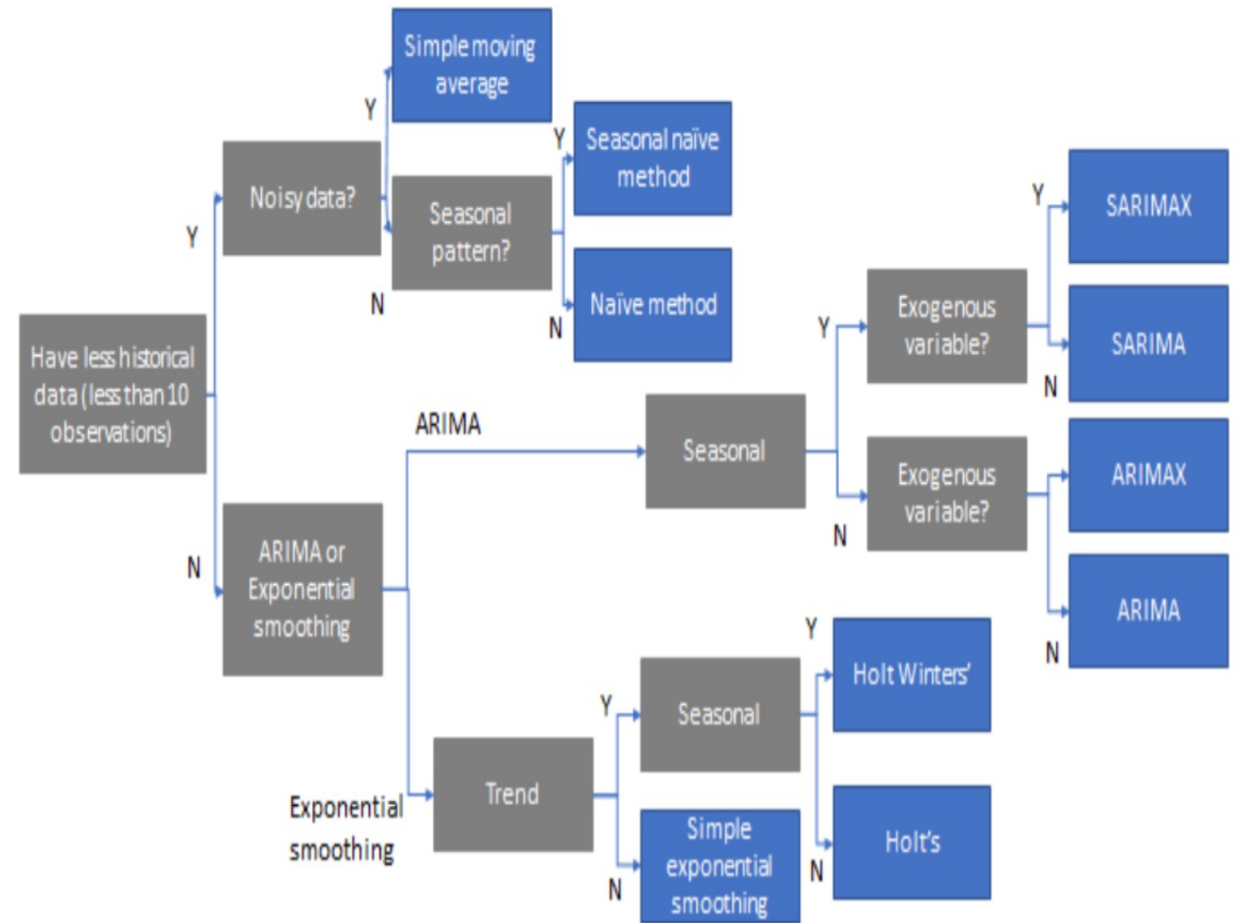 Simple moving
average
Y
Noisy data?
Y
N
Seasonal
pattern?
Y
Seasonal naïve
method
N
Naïve method
Have less historical
data (less than 10
observations)
N
ARIMA or
Exponential
smoothing
ARIMA
Seasonal
Y
Exogenous
variable?
Y
SARIMAX
N
SARIMA
N
Exogenous
variable?
ARIMAX
N
ARIMA
Exponential
smoothing
Trend
Y
Seasonal
Y
Holt Winters'
N
Holt's
N
Simple
exponential
smoothing